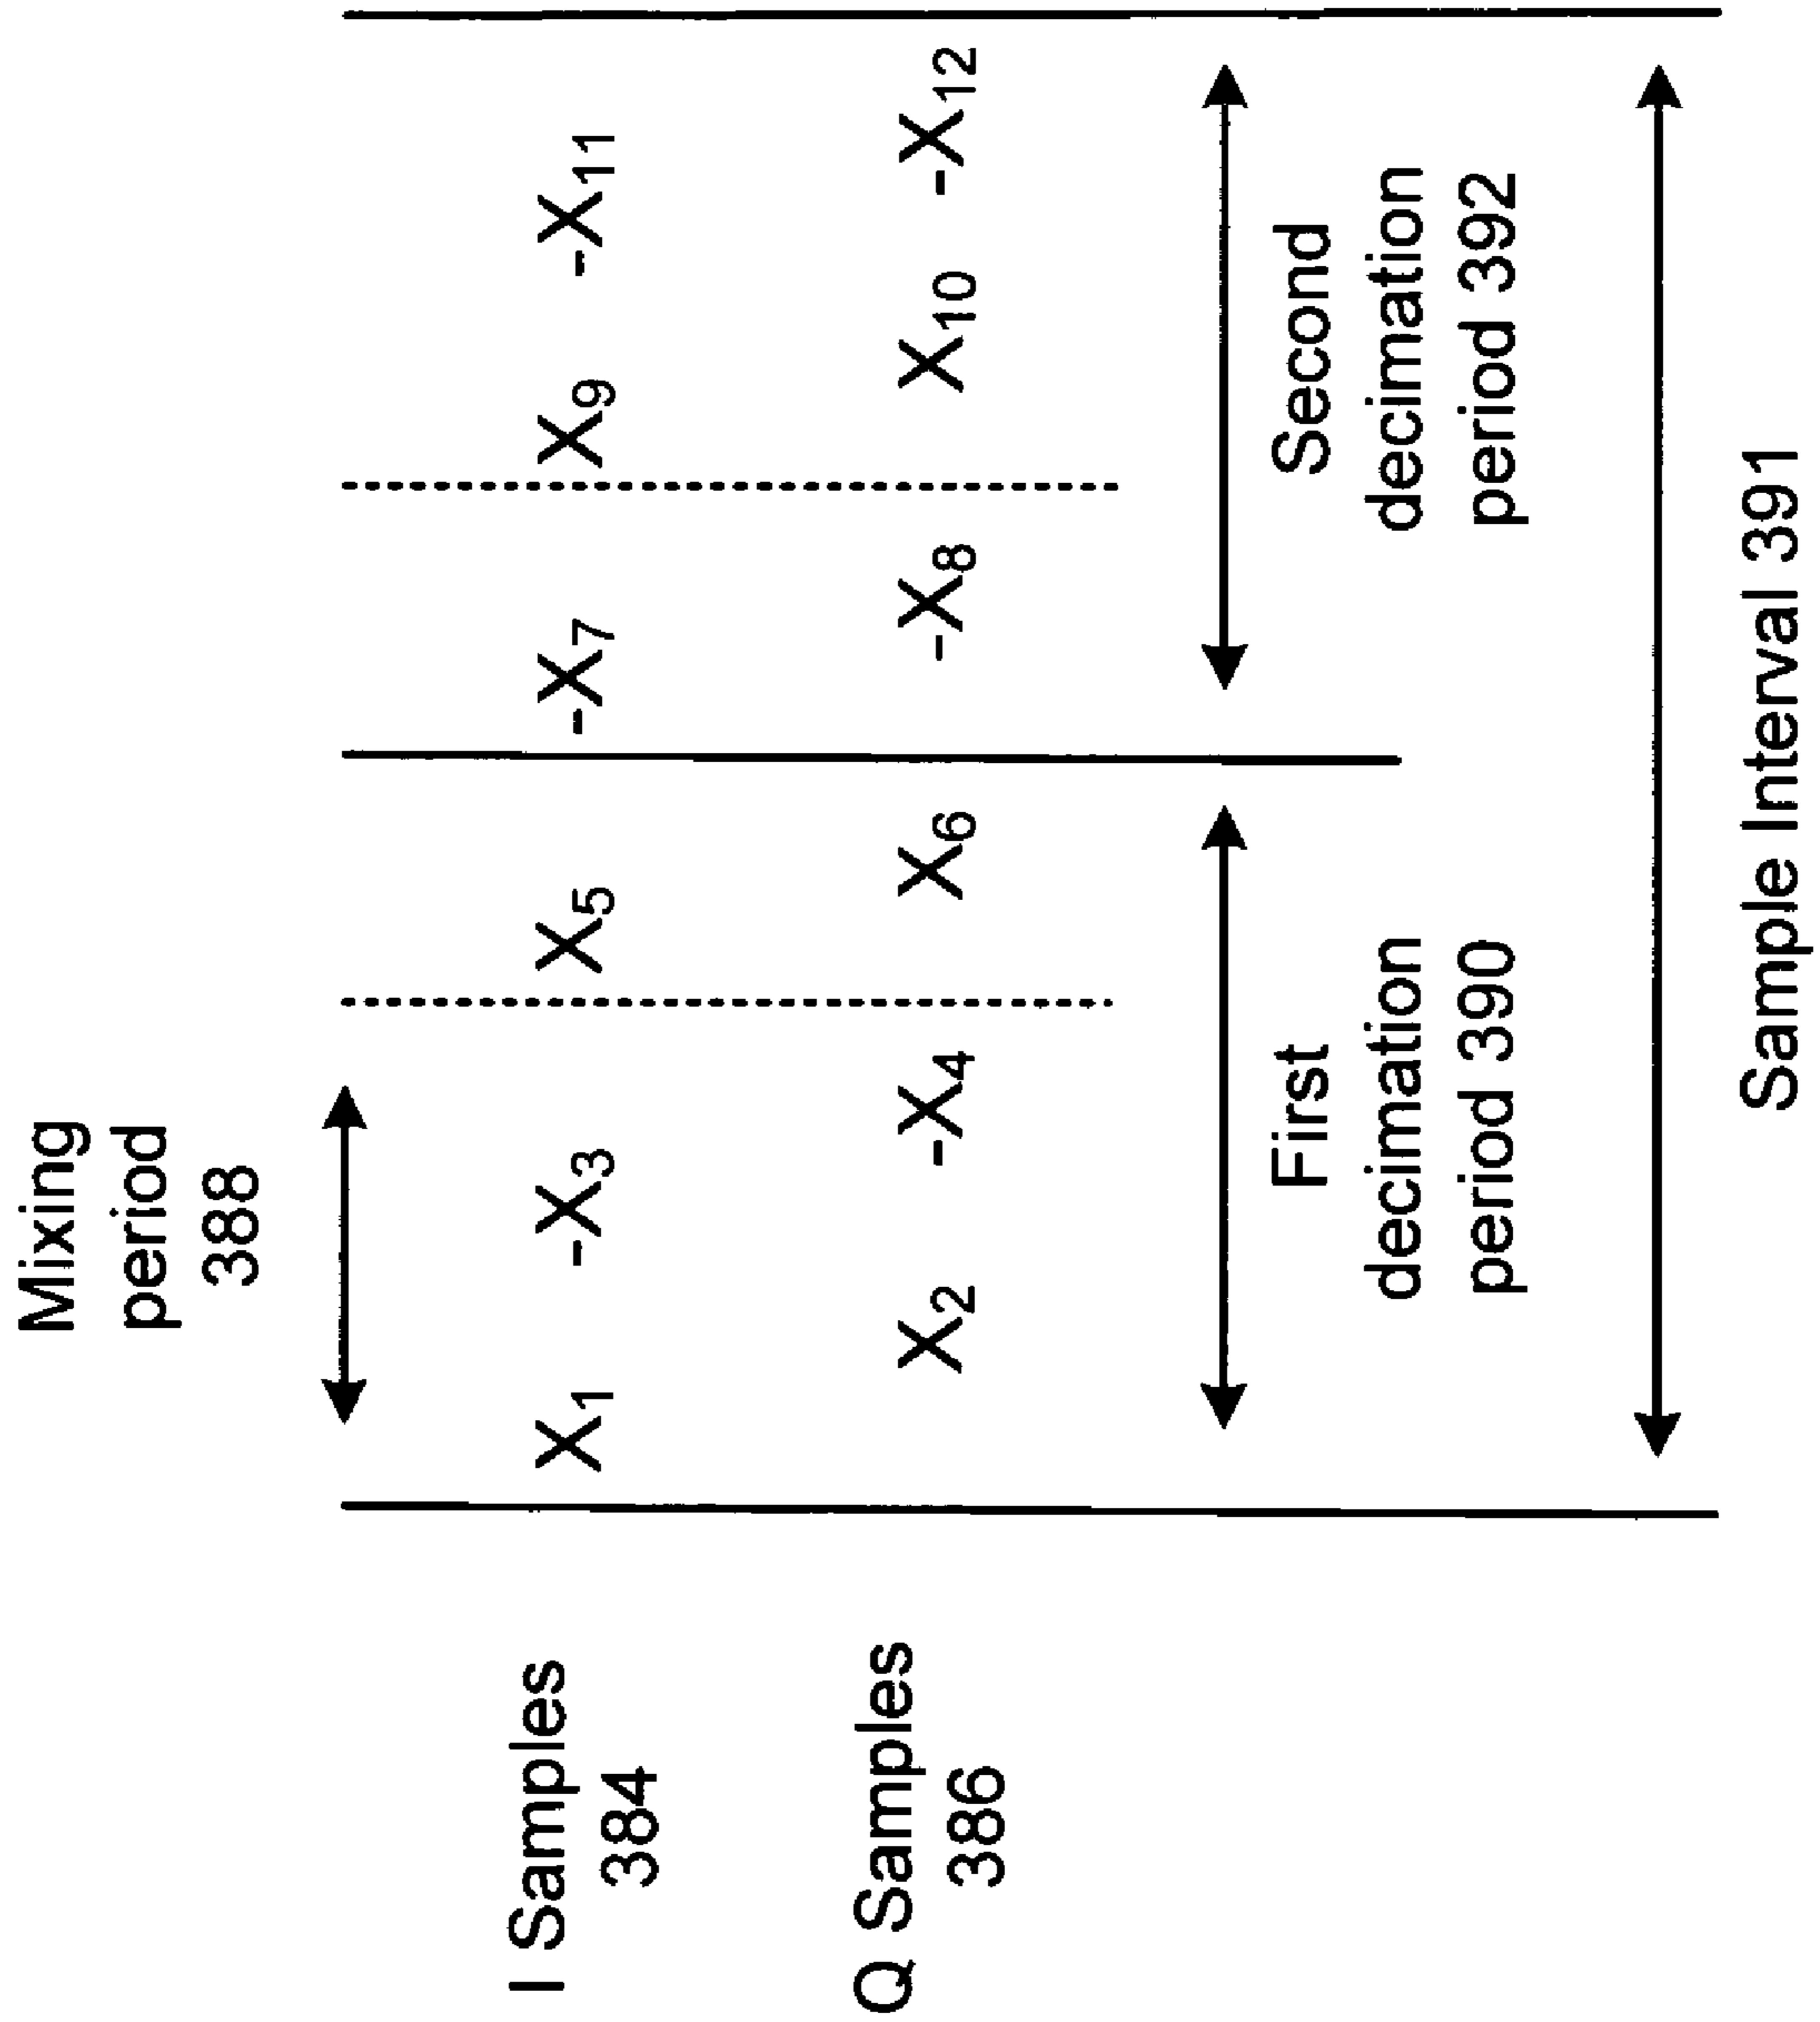 Mixing
period
388
I Samples
384
X₁ -X₃ X₅ -X₇ X₉ -X₁₁
Q Samples
386
X₂ -X₄ X₆ -X₈ X₁₀ -X₁₂
First
decimation
period 390
Second
decimation
period 392
Sample Interval 391